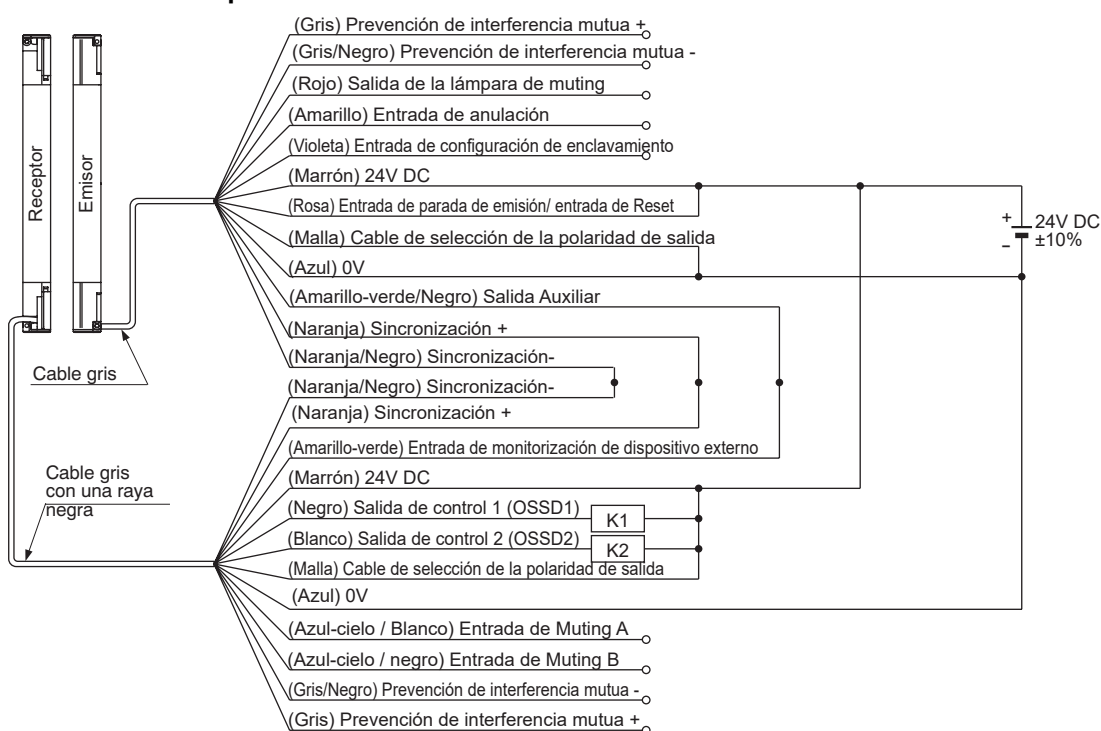 (Gris) Prevención de interferencia mutua +
(Gris/Negro) Prevención de interferencia mutua -
(Rojo) Salida de la lámpara de muting
(Amarillo) Entrada de anulación
(Violeta) Entrada de configuración de enclavamiento
(Marrón) 24V DC
(Rosa) Entrada de parada de emisión/ entrada de Reset
(Malla) Cable de selección de la polaridad de salida
(Azul) 0V
(Amarillo-verde/Negro) Salida Auxiliar
(Naranja) Sincronización +
(Naranja/Negro) Sincronización-
(Naranja/Negro) Sincronización-
(Naranja) Sincronización +
(Amarillo-verde) Entrada de monitorización de dispositivo externo
(Marrón) 24V DC
(Negro) Salida de control 1 (OSSD1)
K1
(Blanco) Salida de control 2 (OSSD2)
K2
(Malla) Cable de selección de la polaridad de salida
(Azul) 0V
(Azul-cielo / Blanco) Entrada de Muting A
(Azul-cielo / negro) Entrada de Muting B
(Gris/Negro) Prevención de interferencia mutua -
(Gris) Prevención de interferencia mutua +
Receptor
Emisor
Cable gris
Cable gris
con una raya
negra
+
24V DC
±10%
–